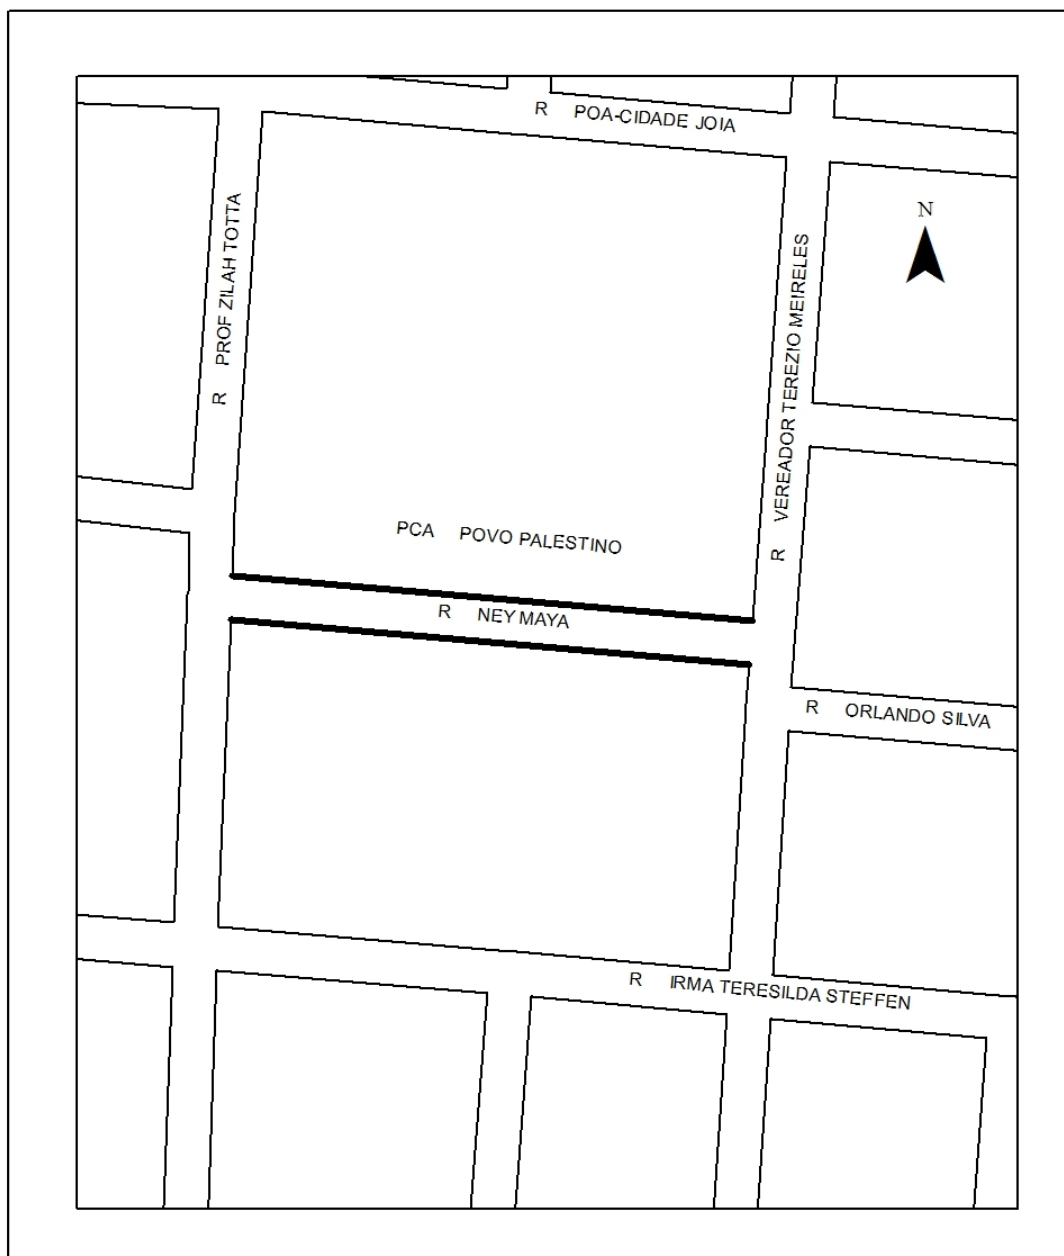 R POA-CIDADE JOIA
R PROF ZILAH TOTTA
N
R VEREADOR TEREZIO MEIRELES
PCA POVO PALESTINO
R NEY MAYA
R ORLANDO SILVA
R IRMA TERESILDA STEFFEN